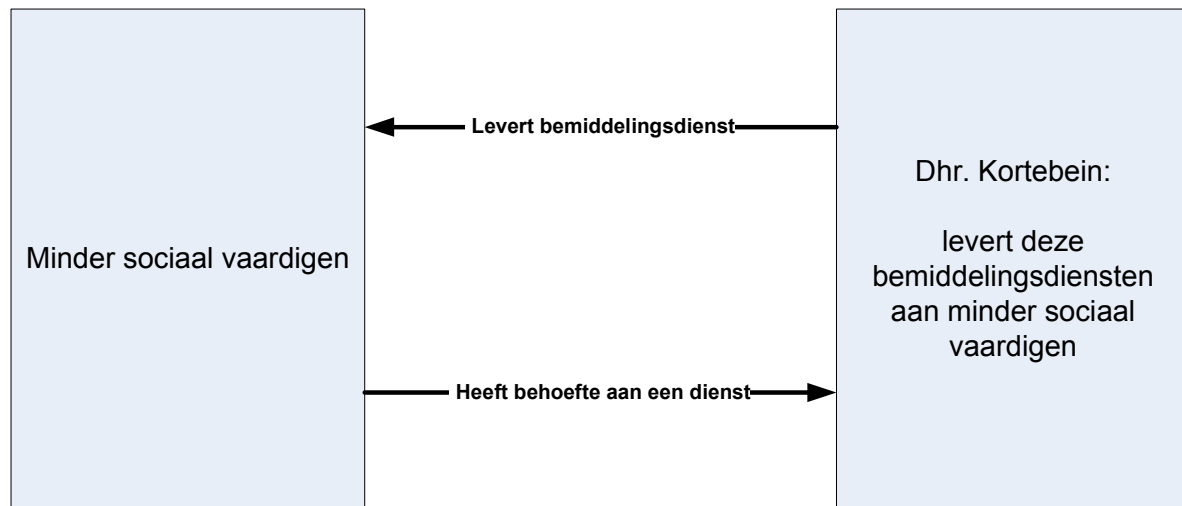 Minder sociaal vaardigen
Levert bemiddelingsdienst
Heeft behoefte aan een dienst
Dhr. Kortebein:
levert deze
bemiddelingsdiensten
aan minder sociaal
vaardigen